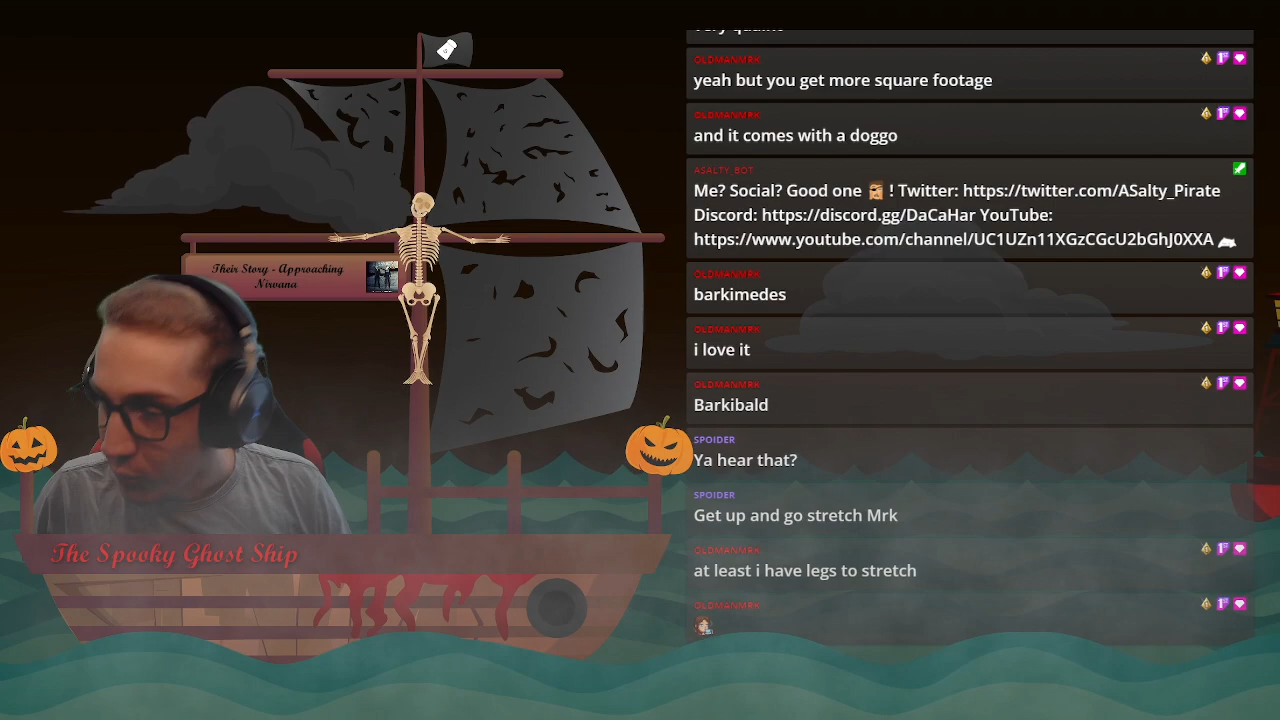 Their Story - Approaching
Nirvana
The Spooky Ghost Ship
OLDMANMRK
yeah but you get more square footage
OLDMANMRK
and it comes with a doggo
ASALTY_BOT
Me? Social? Good one ! Twitter: https://twitter.com/ASalty_Pirate
Discord: https://discord.gg/DaCaHar YouTube:
https://www.youtube.com/channel/UC1UZn11XGzCGcU2bGhJ0XXA
OLDMANMRK
barkimedes
OLDMANMRK
i love it
OLDMANMRK
Barkibald
SPOIDER
Ya hear that?
SPOIDER
Get up and go stretch Mrk
OLDMANMRK
at least i have legs to stretch
OLDMANMRK